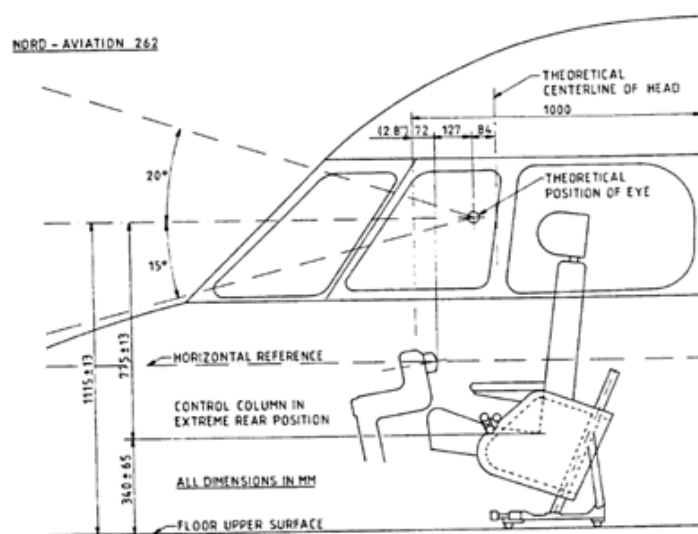 NORD - AVIATION 262
THEORETICAL
CENTERLINE OF HEAD
1000
(2.8") 72 127 84
20°
THEORETICAL
POSITION OF EYE
15°
1115±13
775±13
HORIZONTAL REFERENCE
CONTROL COLUMN IN
EXTREME REAR POSITION
340±65
ALL DIMENSIONS IN MM
FLOOR UPPER SURFACE